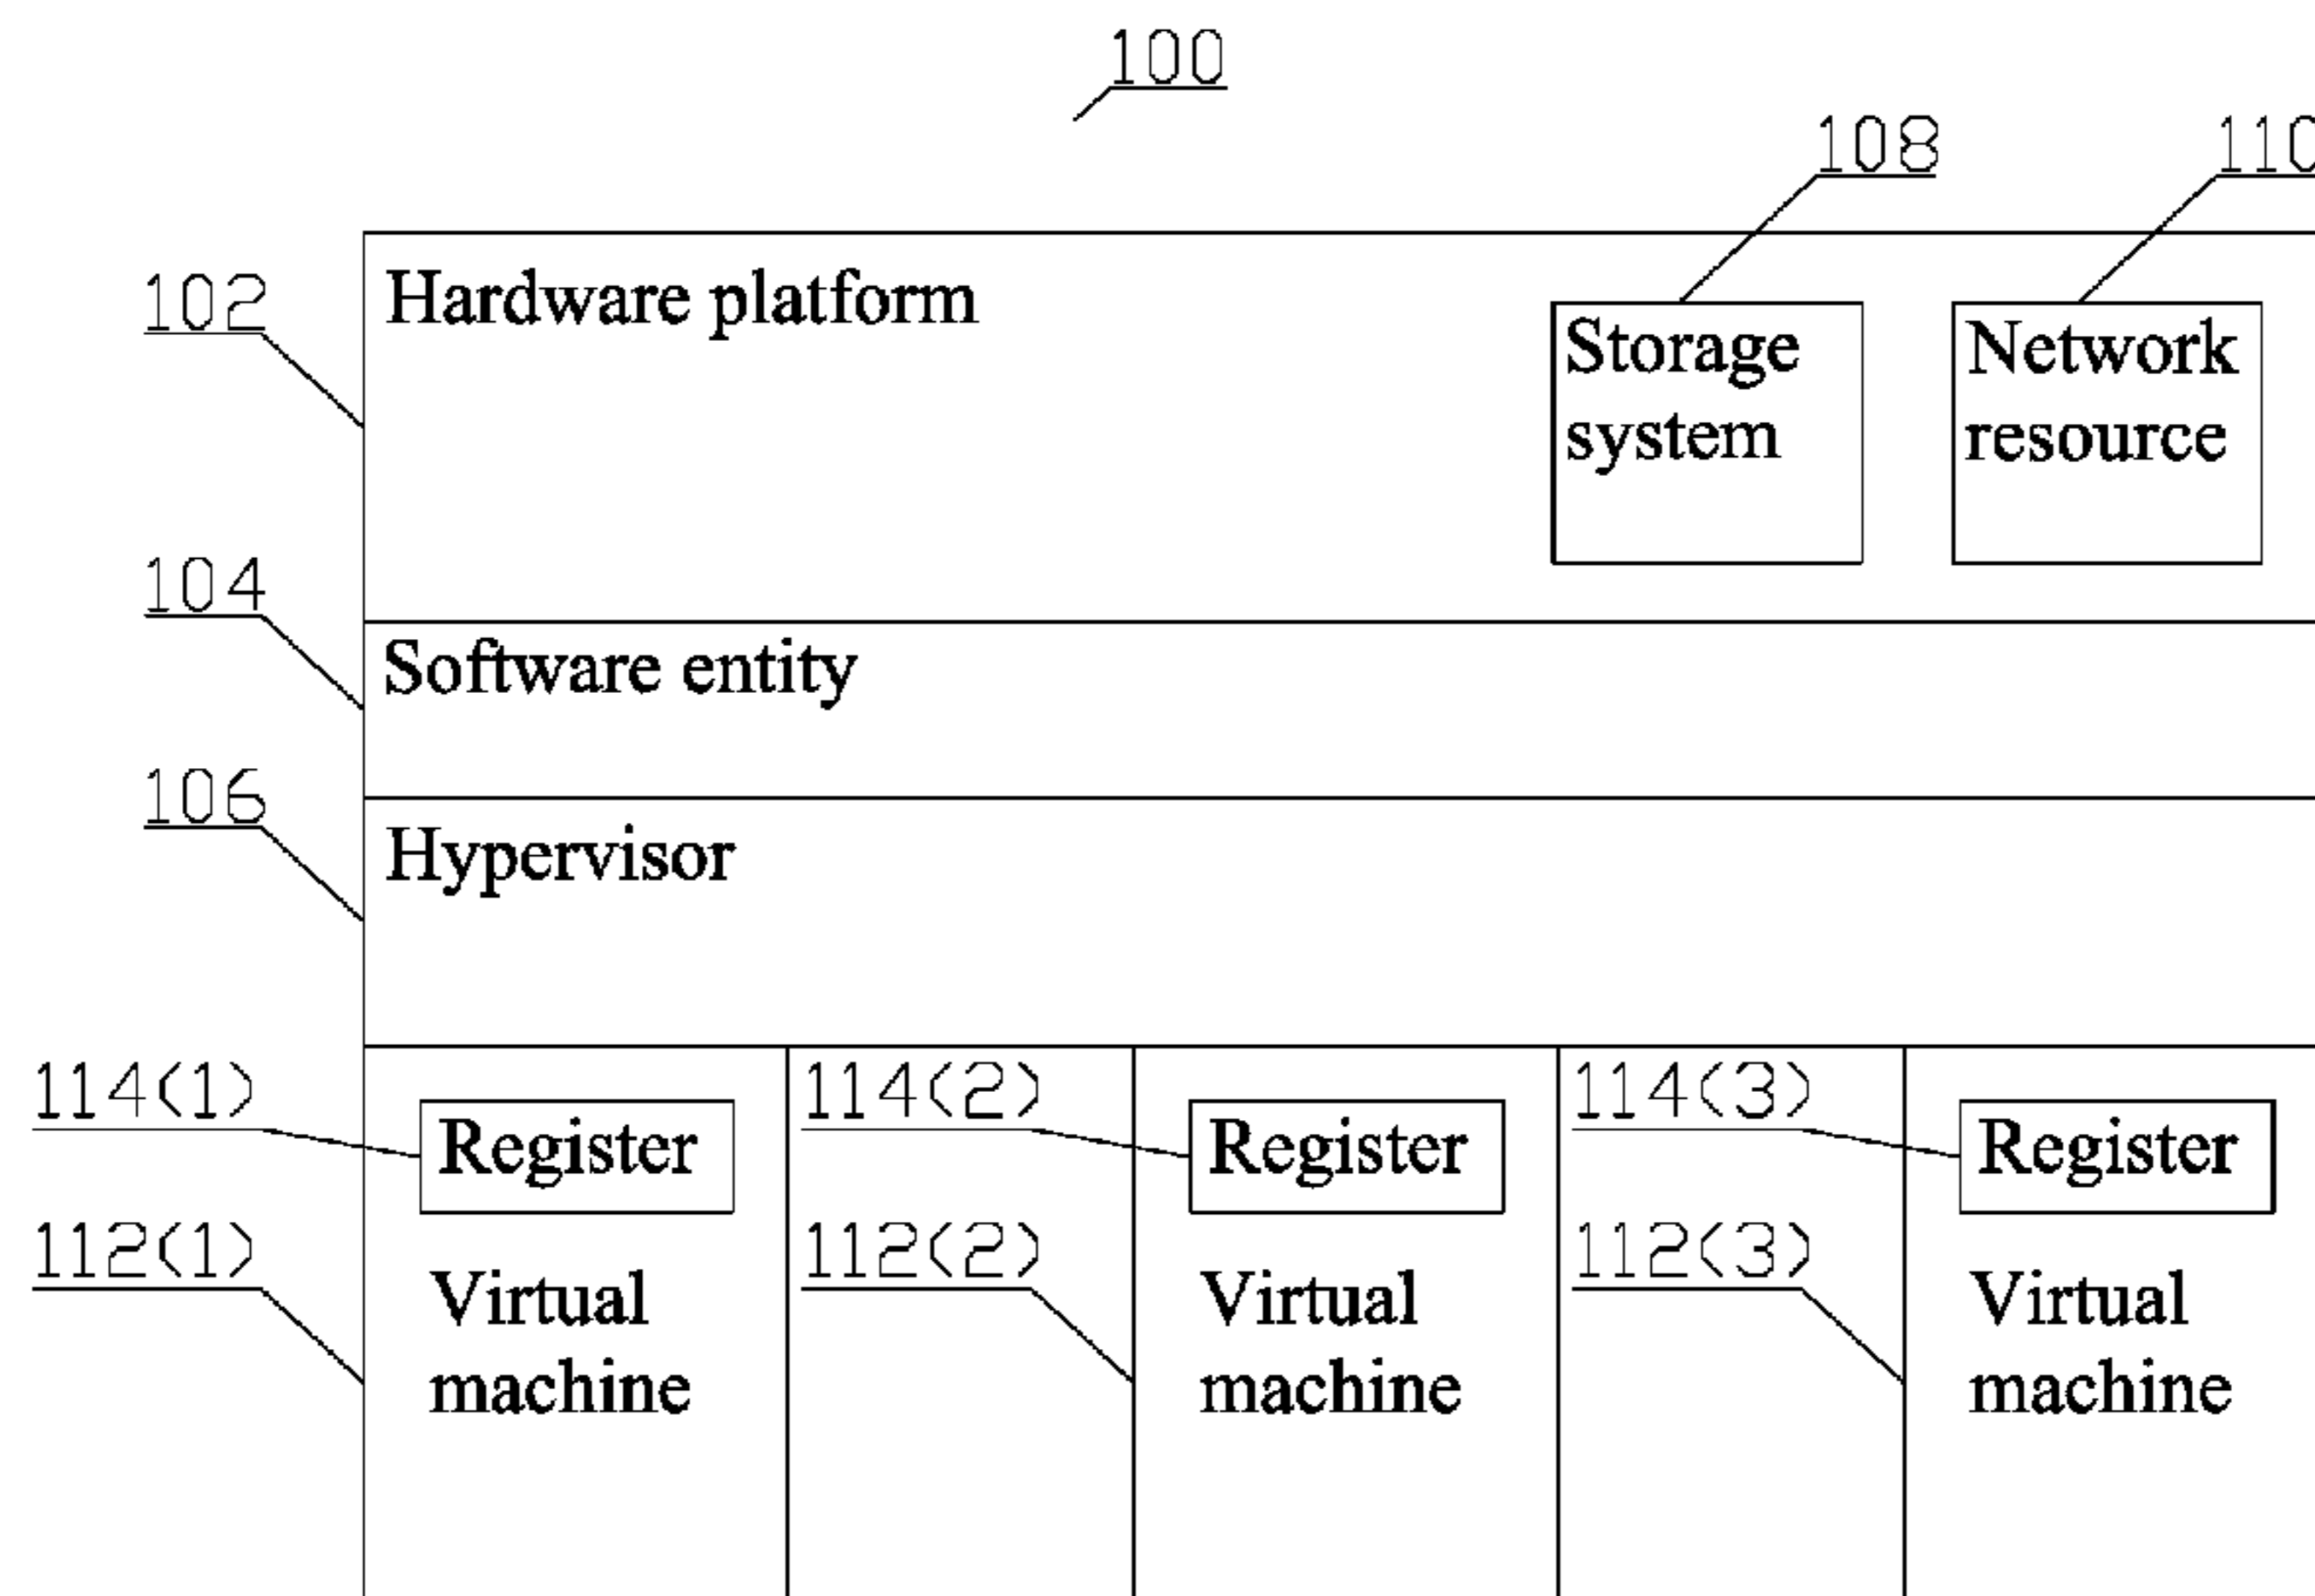 100
108
110
102
Hardware platform
Storage
system
Network
resource
104
Software entity
106
Hypervisor
114(1)
Register
114(2)
Register
114(3)
Register
112(1)
Virtual
machine
112(2)
Virtual
machine
112(3)
Virtual
machine